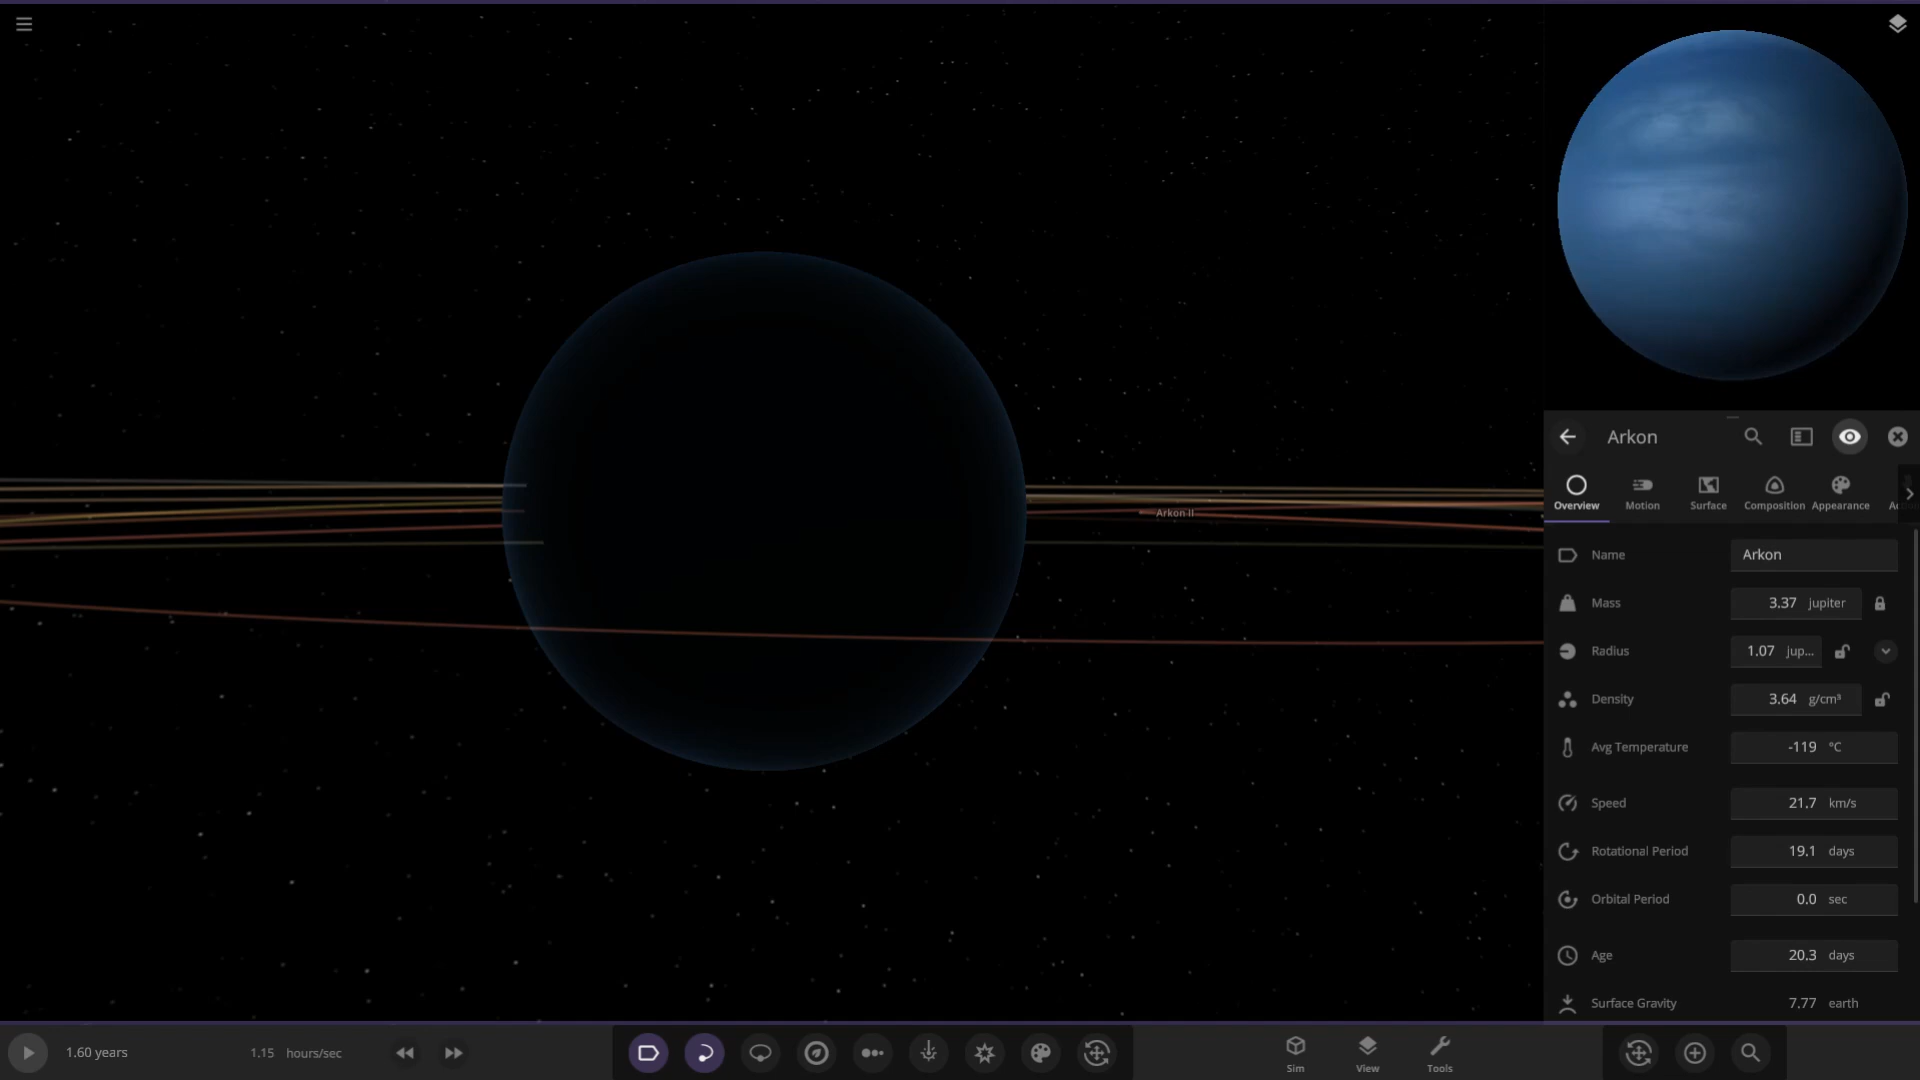 Arkon II
Arkon
Overview
Motion
Surface
Composition
Appearance
Name
Arkon
Mass
3.37 jupiter
Radius
1.07 jup...
Density
3.64 g/cm³
Avg Temperature
-119 °C
Speed
21.7 km/s
Rotational Period
19.1 days
Orbital Period
0.0 sec
Age
20.3 days
Surface Gravity
7.77 earth
1.60 years
1.15 hours/sec
Sim
View
Tools